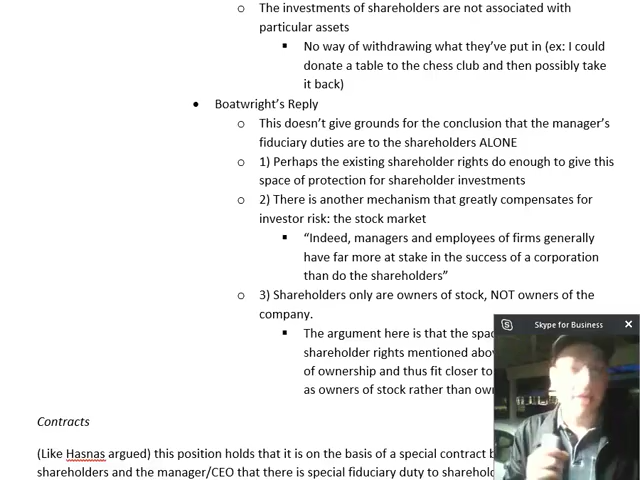 o The investments of shareholders are not associated with
particular assets
▪ No way of withdrawing what they've put in (ex: I could
donate a table to the chess club and then possibly take
it back)
• Boatwright's Reply
o This doesn't give grounds for the conclusion that the manager's
fiduciary duties are to the shareholders ALONE
o 1) Perhaps the existing shareholder rights do enough to give this
space of protection for shareholder investments
o 2) There is another mechanism that greatly compensates for
investor risk: the stock market
▪ "Indeed, managers and employees of firms generally
have far more at stake in the success of a corporation
than do the shareholders"
o 3) Shareholders only are owners of stock, NOT owners of the
company.
Skype for Business
▪ The argument here is that the
shareholder rights mentioned
of ownership and thus fit closer to
as owners of stock rather than
Contracts
(Like Hasnas argued) this position holds that it is on the basis of a special contract
shareholders and the manager/CEO that there is special fiduciary duty to